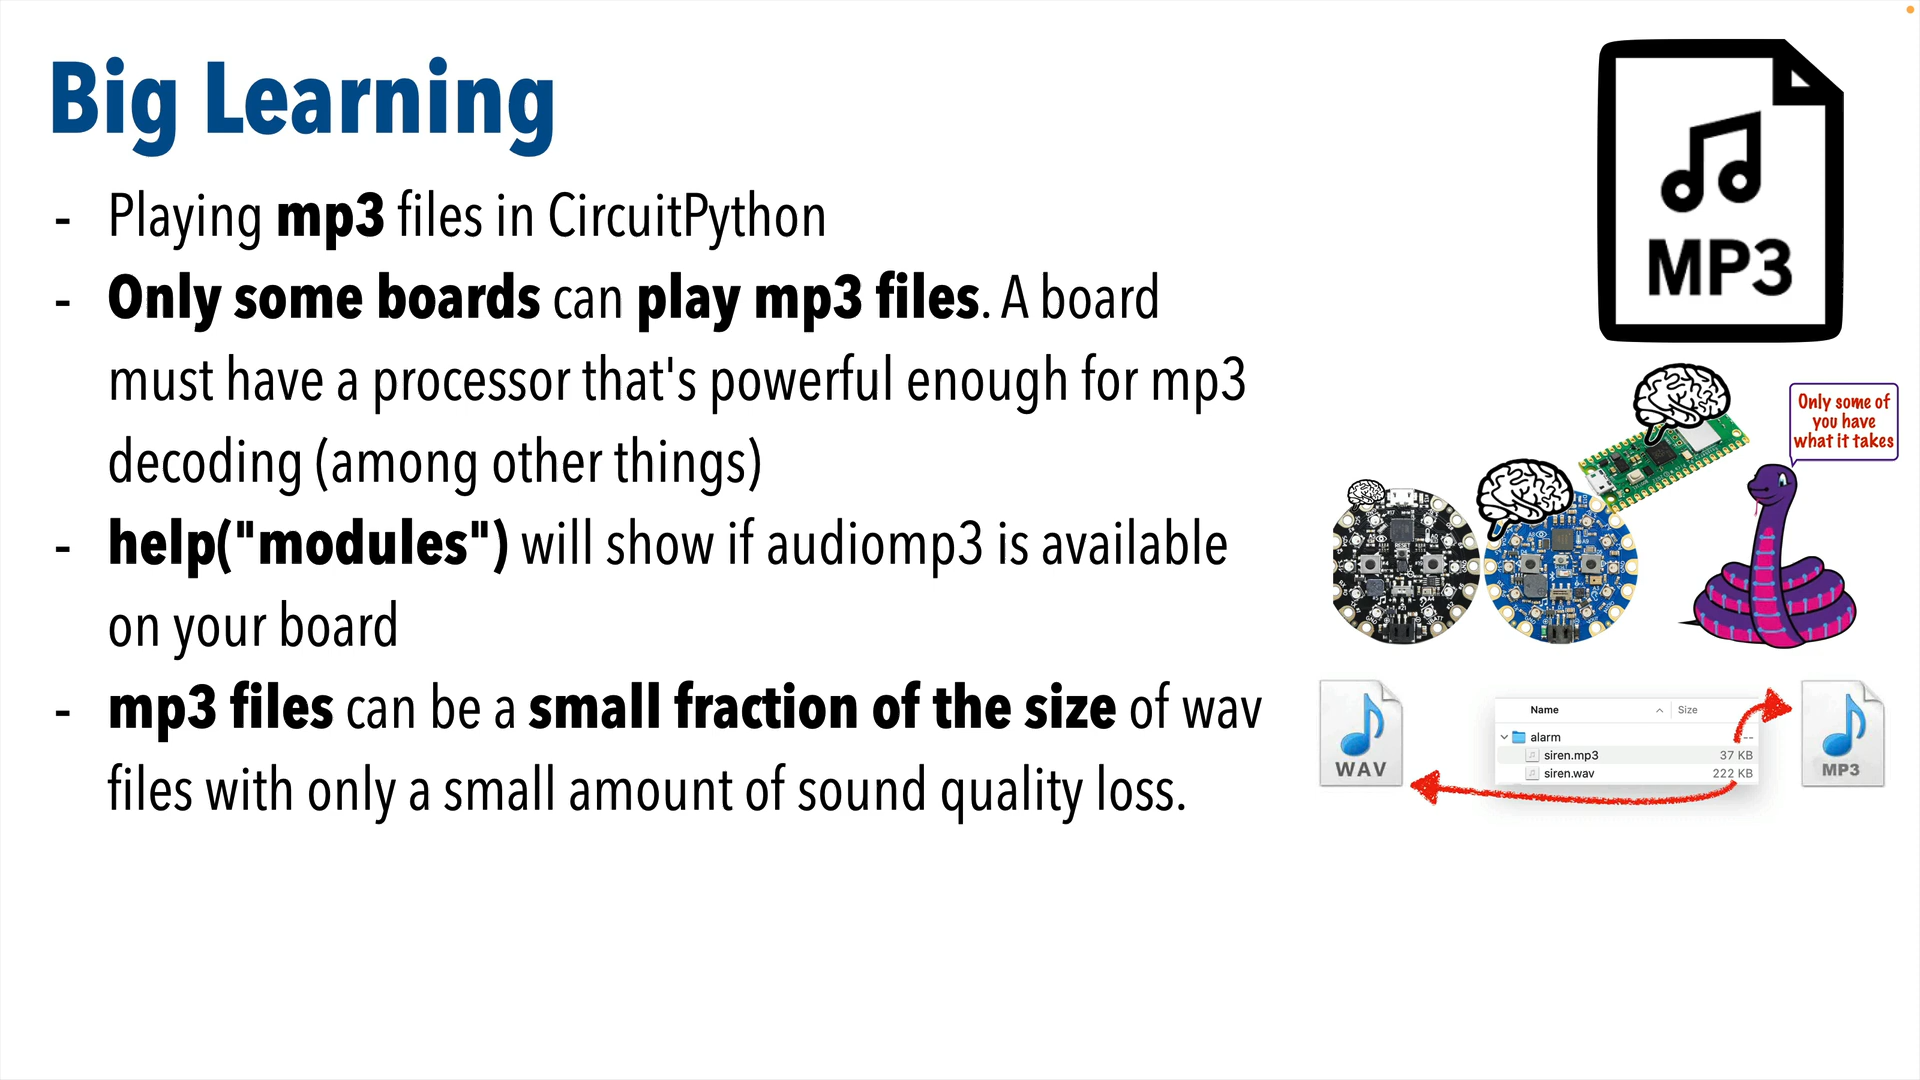 Big Learning
- Playing mp3 files in CircuitPython
- Only some boards can play mp3 files. A board
must have a processor that's powerful enough for mp3
decoding (among other things)
- help("modules") will show if audiomp3 is available
on your board
- mp3 files can be a small fraction of the size of wav
files with only a small amount of sound quality loss.
MP3
Only some of
you have
what it takes
WAV
Name Size
alarm --
siren.mp3 37 KB
siren.wav 222 KB
MP3